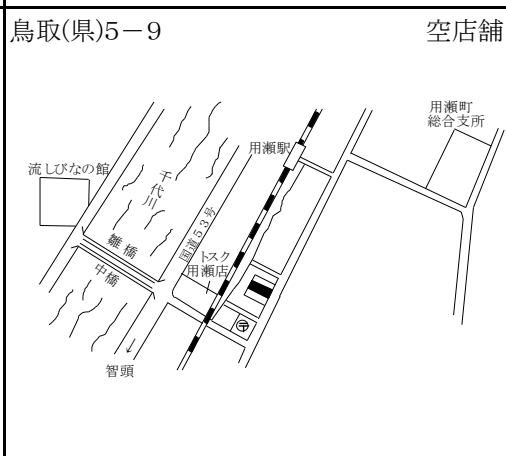 鳥取(県)5－9
空店舗
用瀬町
総合支所
用瀬駅
流しびなの館
千代川
国道53号
雛橋
中橋
トスク
用瀬店
智頭